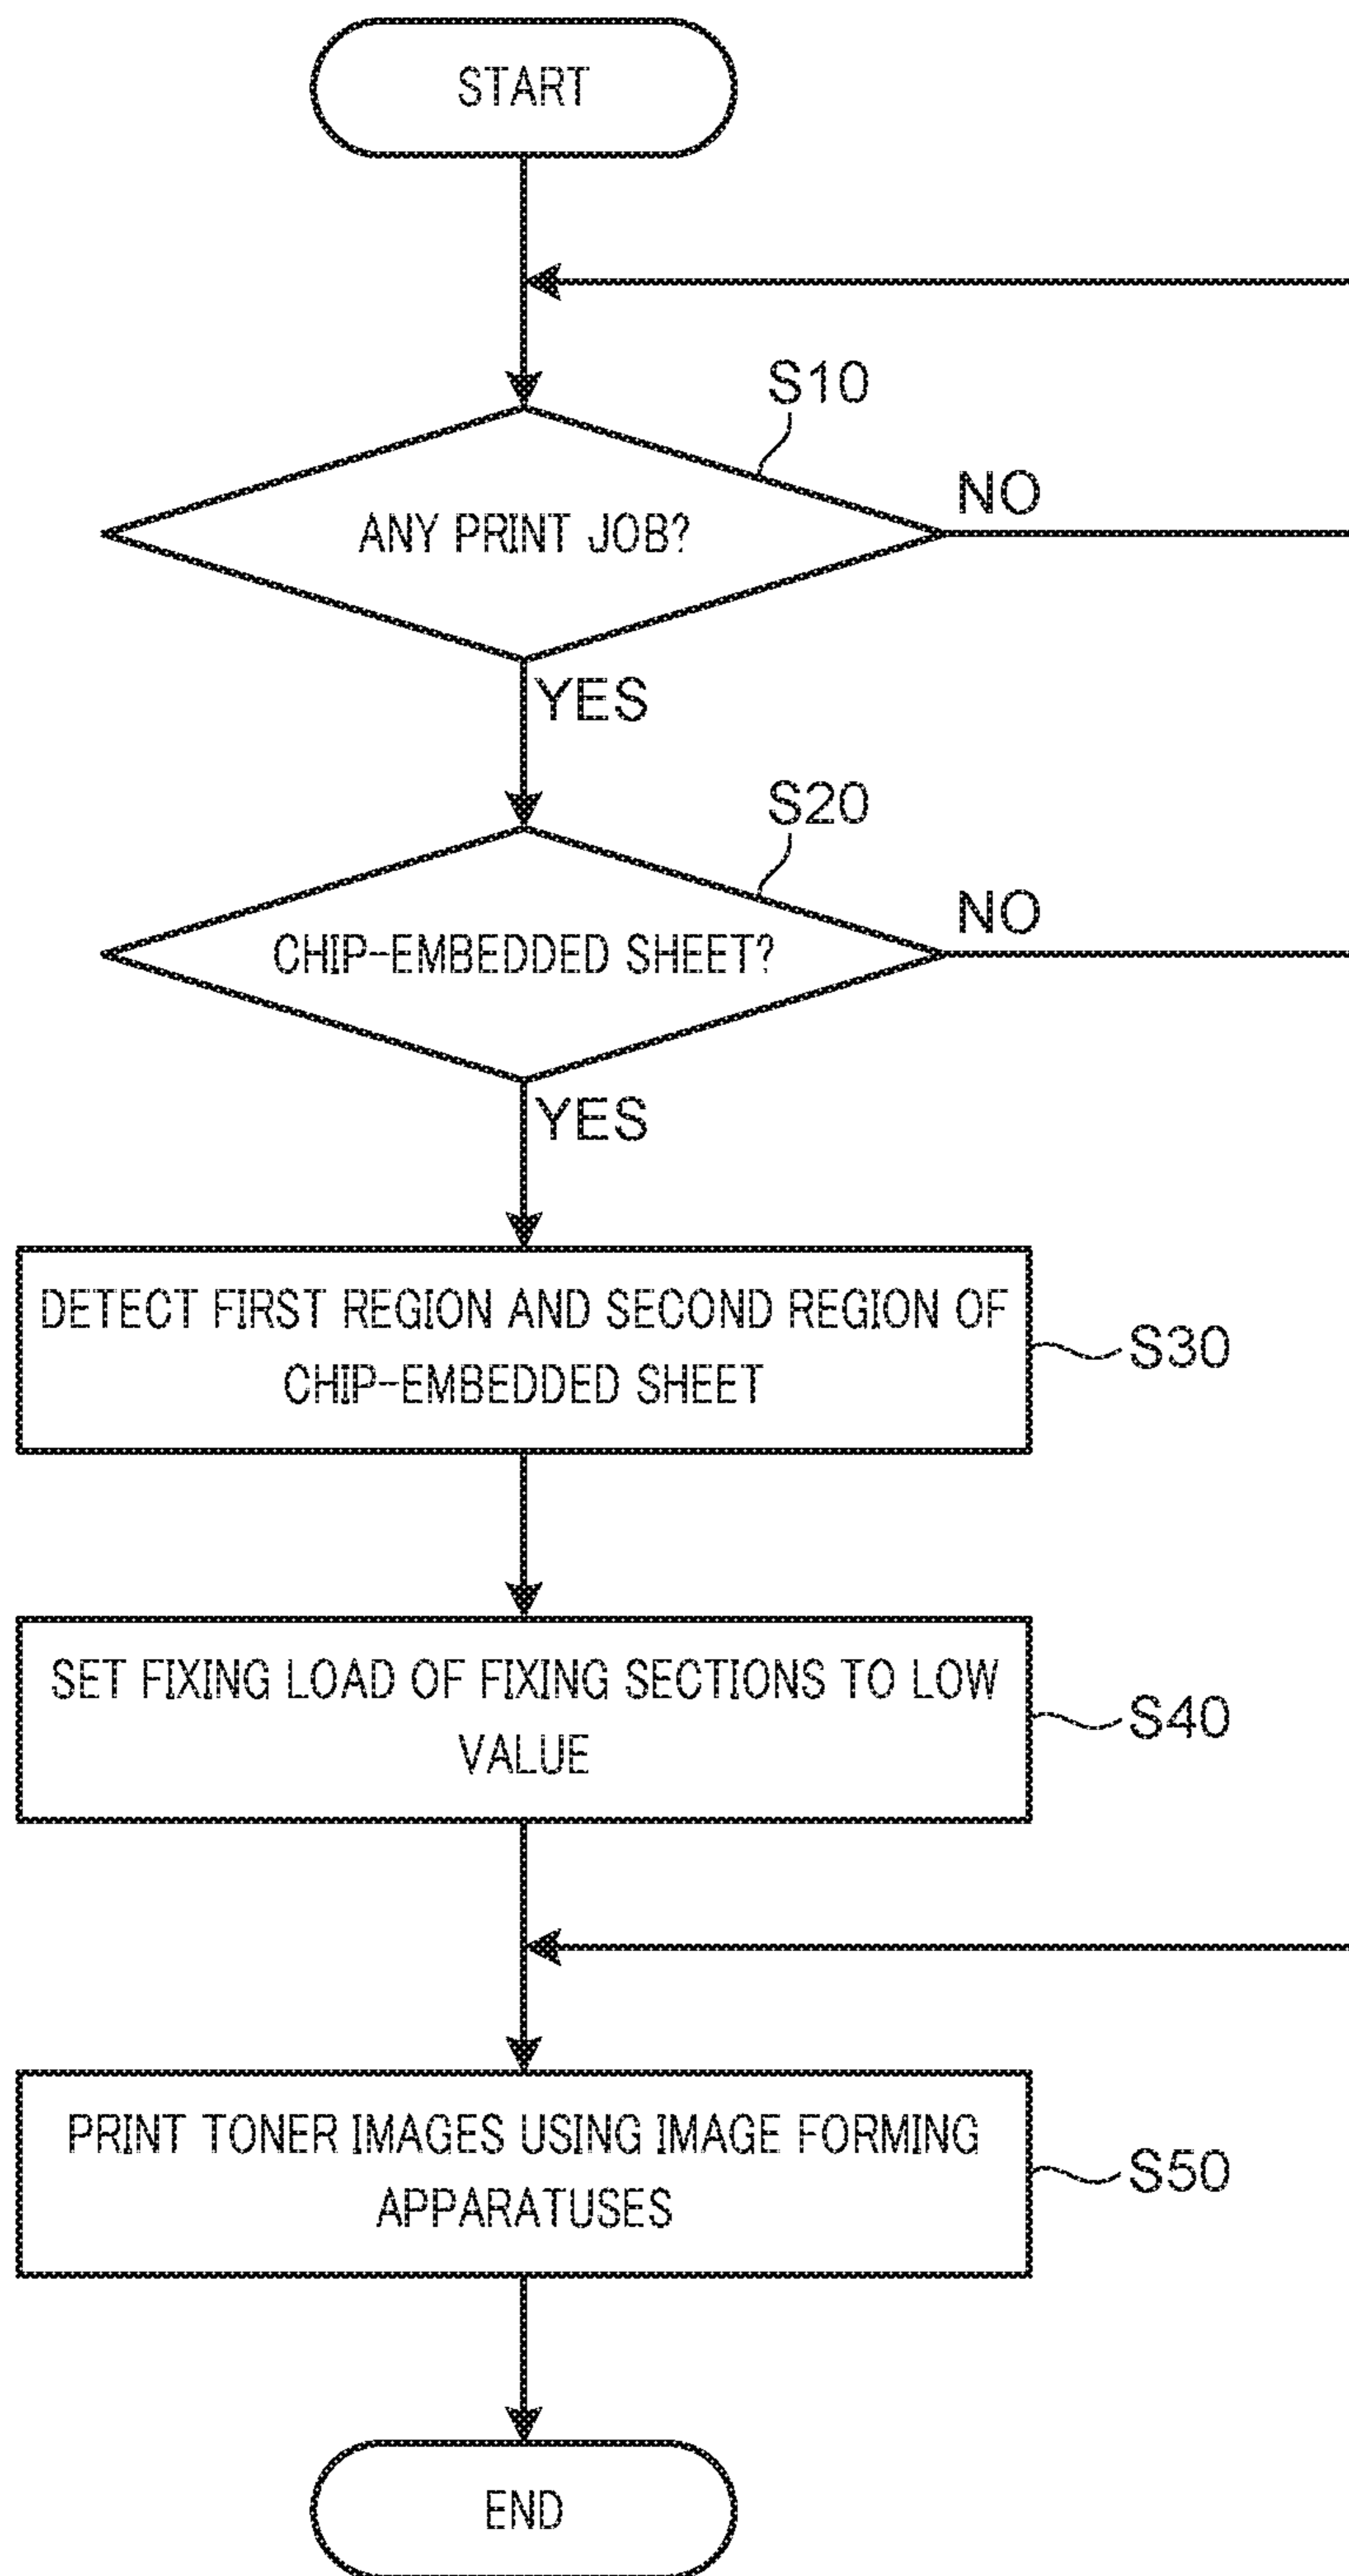 START
S10
ANY PRINT JOB?
NO
YES
S20
CHIP-EMBEDDED SHEET?
NO
YES
DETECT FIRST REGION AND SECOND REGION OF
CHIP-EMBEDDED SHEET
S30
SET FIXING LOAD OF FIXING SECTIONS TO LOW
VALUE
S40
PRINT TONER IMAGES USING IMAGE FORMING
APPARATUSES
S50
END